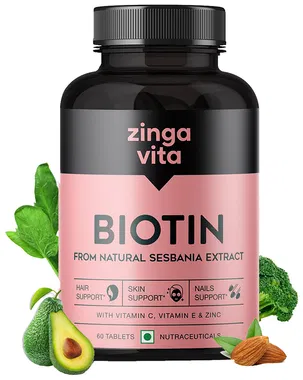 zinga
vita
BIOTIN
FROM NATURAL SESBANIA EXTRACT
HAIR SUPPORT
SKIN SUPPORT
NAILS SUPPORT
WITH VITAMIN C, VITAMIN E & ZINC
60 TABLETS NUTRACEUTICALS